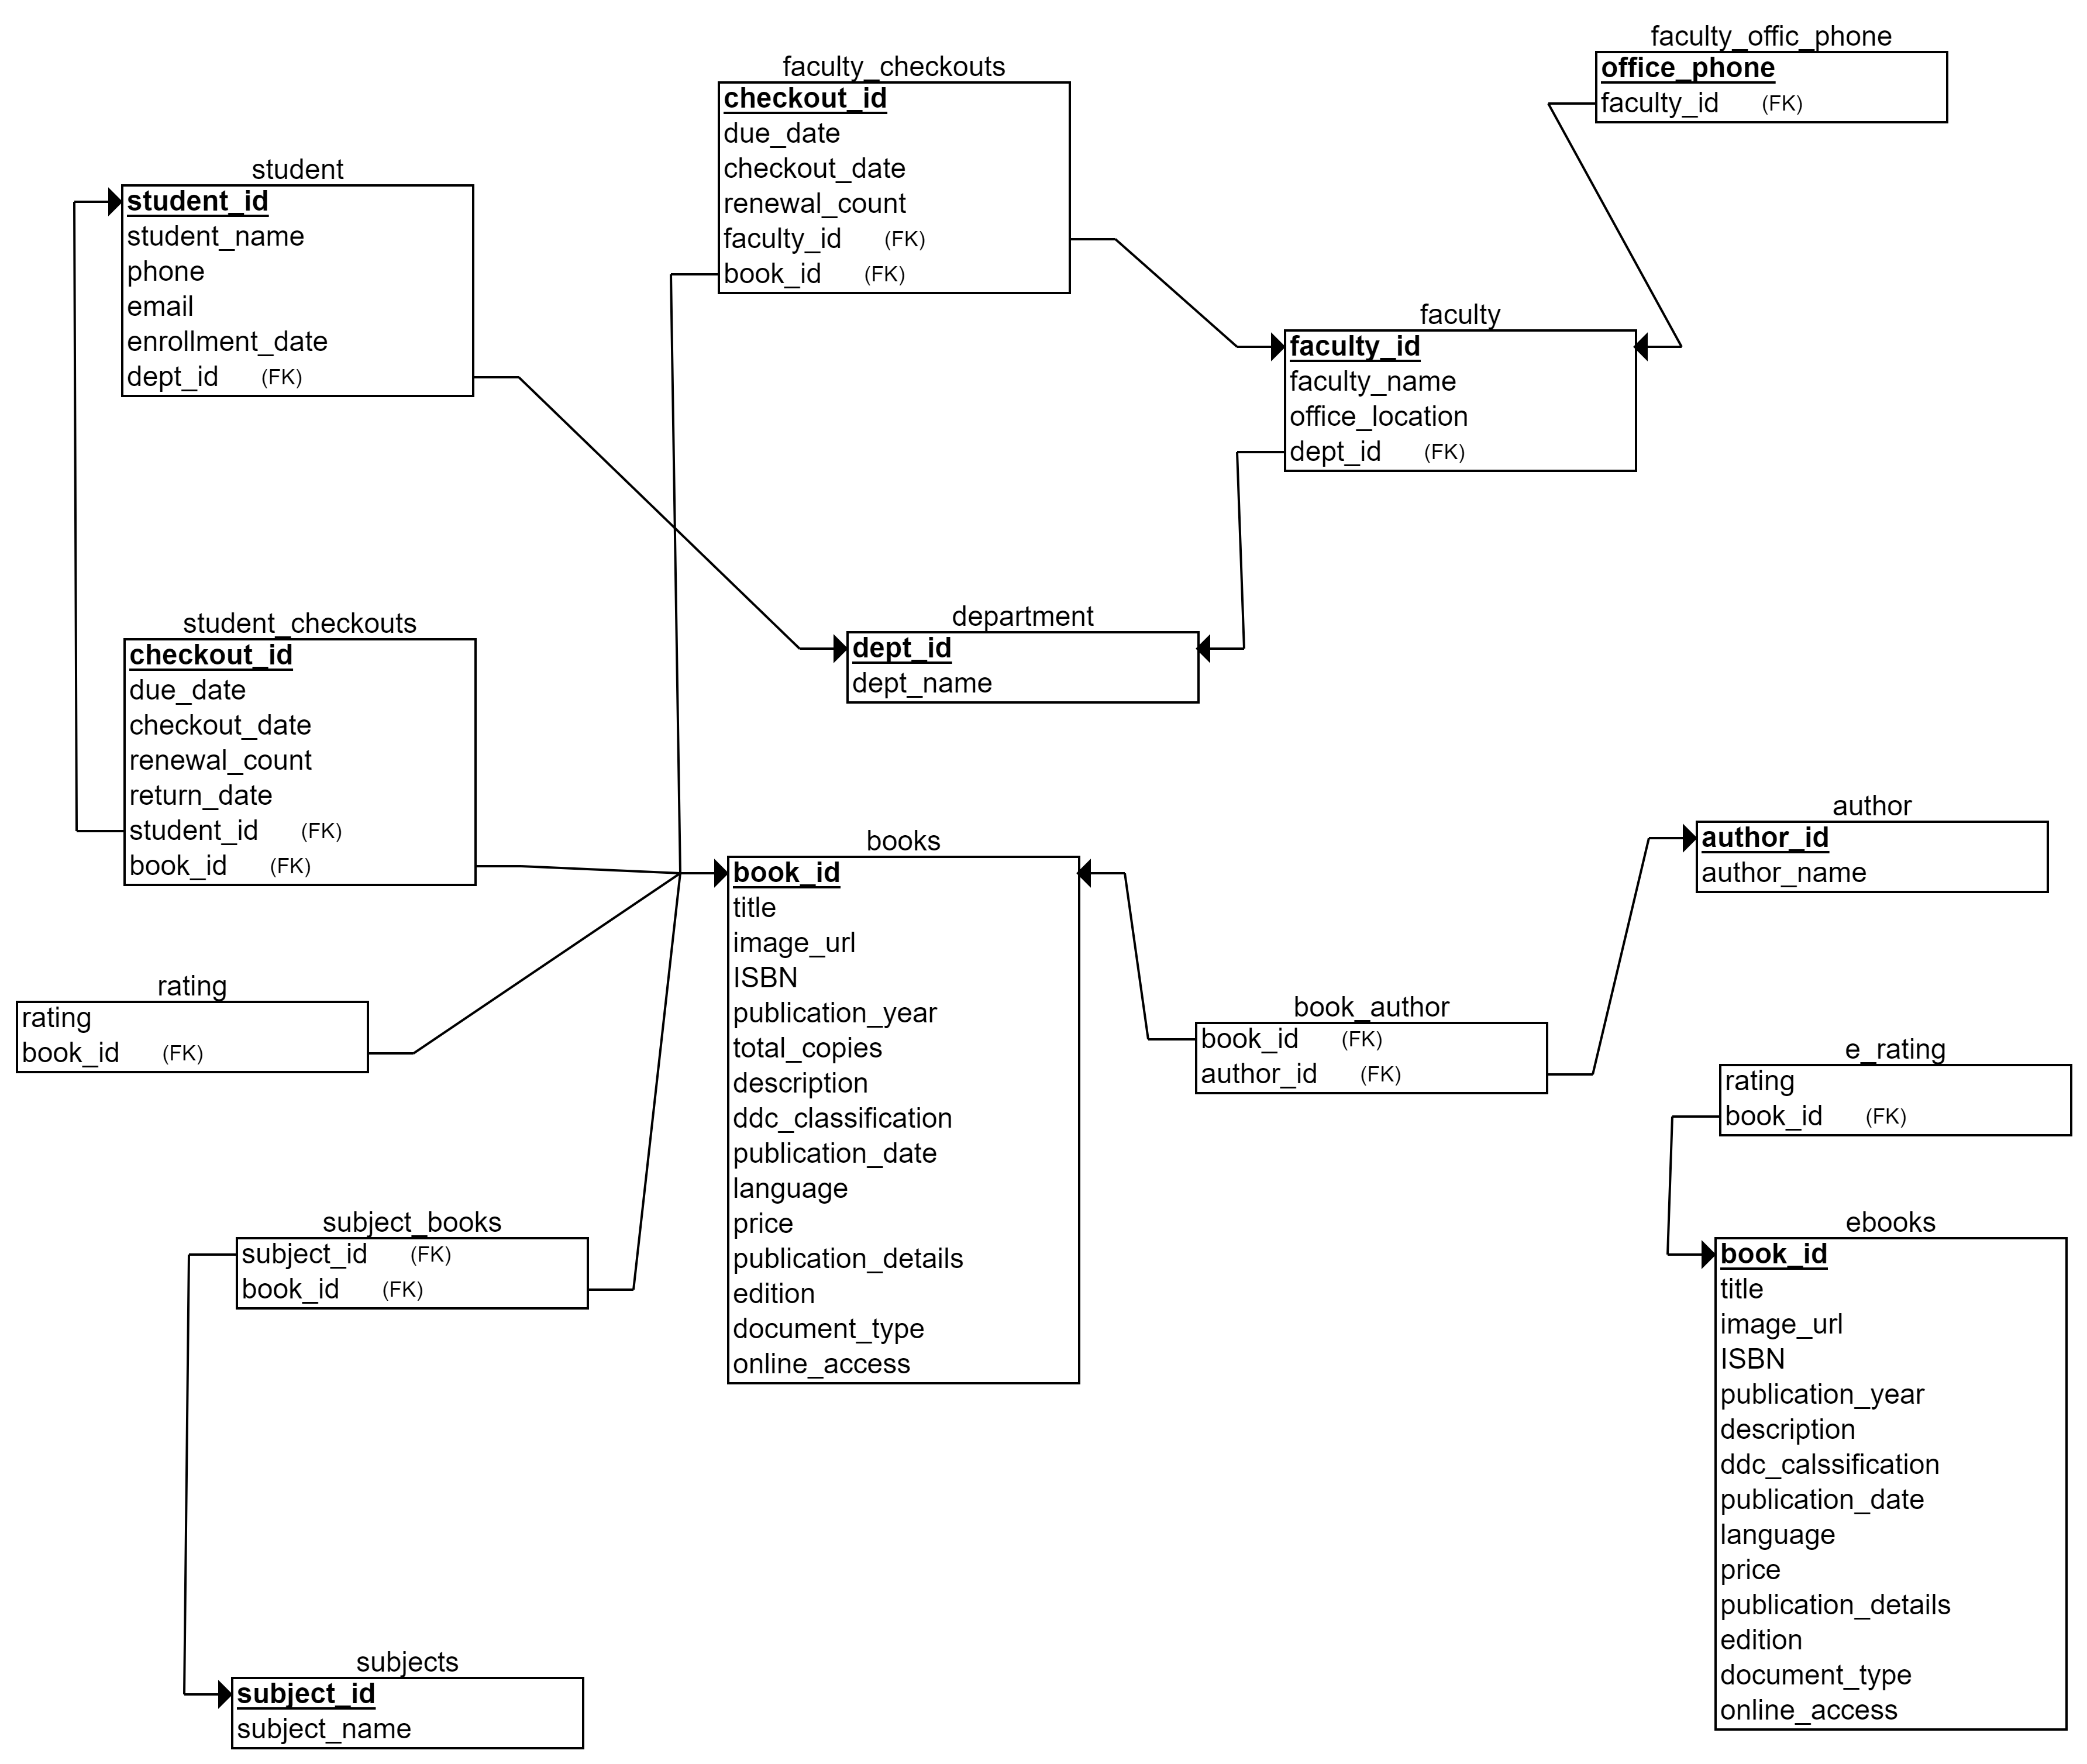 faculty_offic_phone
office_phone
faculty_id (FK)
faculty_checkouts
checkout_id
due_date
checkout_date
renewal_count
faculty_id (FK)
book_id (FK)
student
student_id
student_name
phone
email
enrollment_date
dept_id (FK)
faculty
faculty_id
faculty_name
office_location
dept_id (FK)
student_checkouts
checkout_id
due_date
checkout_date
renewal_count
return_date
student_id (FK)
book_id (FK)
department
dept_id
dept_name
author
author_id
author_name
books
book_id
title
image_url
ISBN
publication_year
total_copies
description
ddc_classification
publication_date
language
price
publication_details
edition
document_type
online_access
rating
rating
book_id (FK)
book_author
book_id (FK)
author_id (FK)
e_rating
rating
book_id (FK)
subject_books
subject_id (FK)
book_id (FK)
ebooks
book_id
title
image_url
ISBN
publication_year
description
ddc_calssification
publication_date
language
price
publication_details
edition
document_type
online_access
subjects
subject_id
subject_name